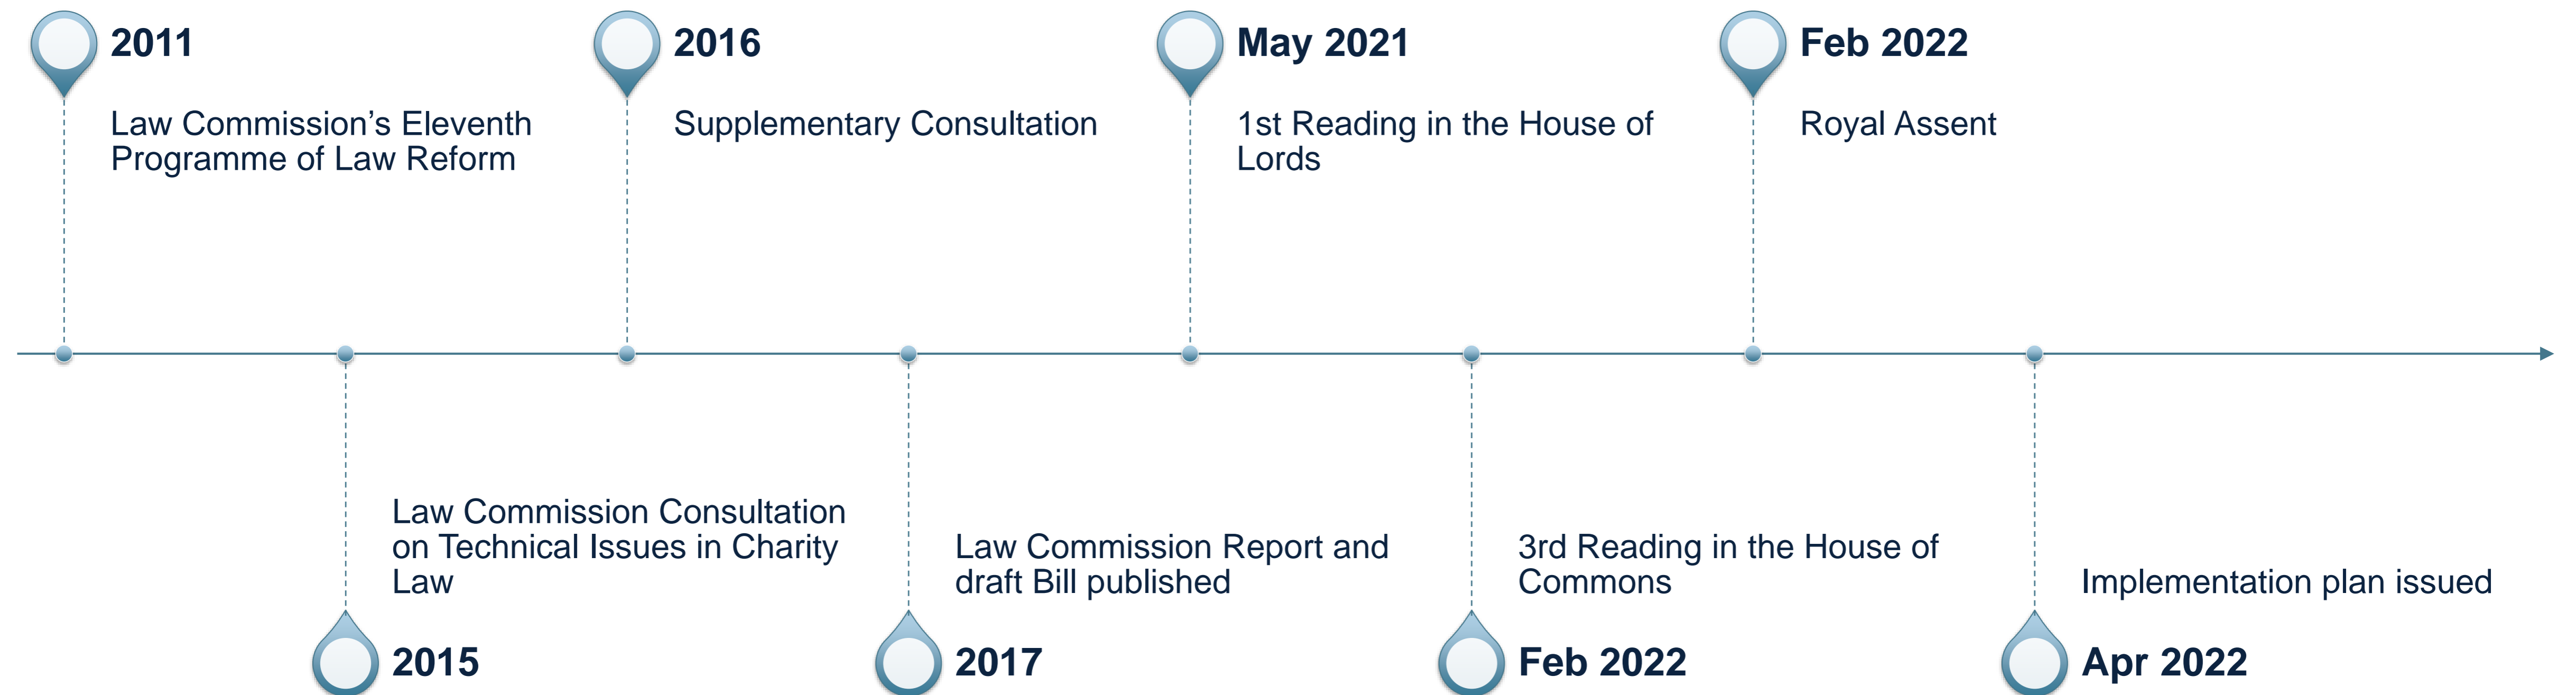 2011
Law Commission’s Eleventh
Programme of Law Reform
2016
Supplementary Consultation
May 2021
1st Reading in the House of
Lords
Feb 2022
Royal Assent
Law Commission Consultation
on Technical Issues in Charity
Law
2015
Law Commission Report and
draft Bill published
2017
3rd Reading in the House of
Commons
Feb 2022
Implementation plan issued
Apr 2022